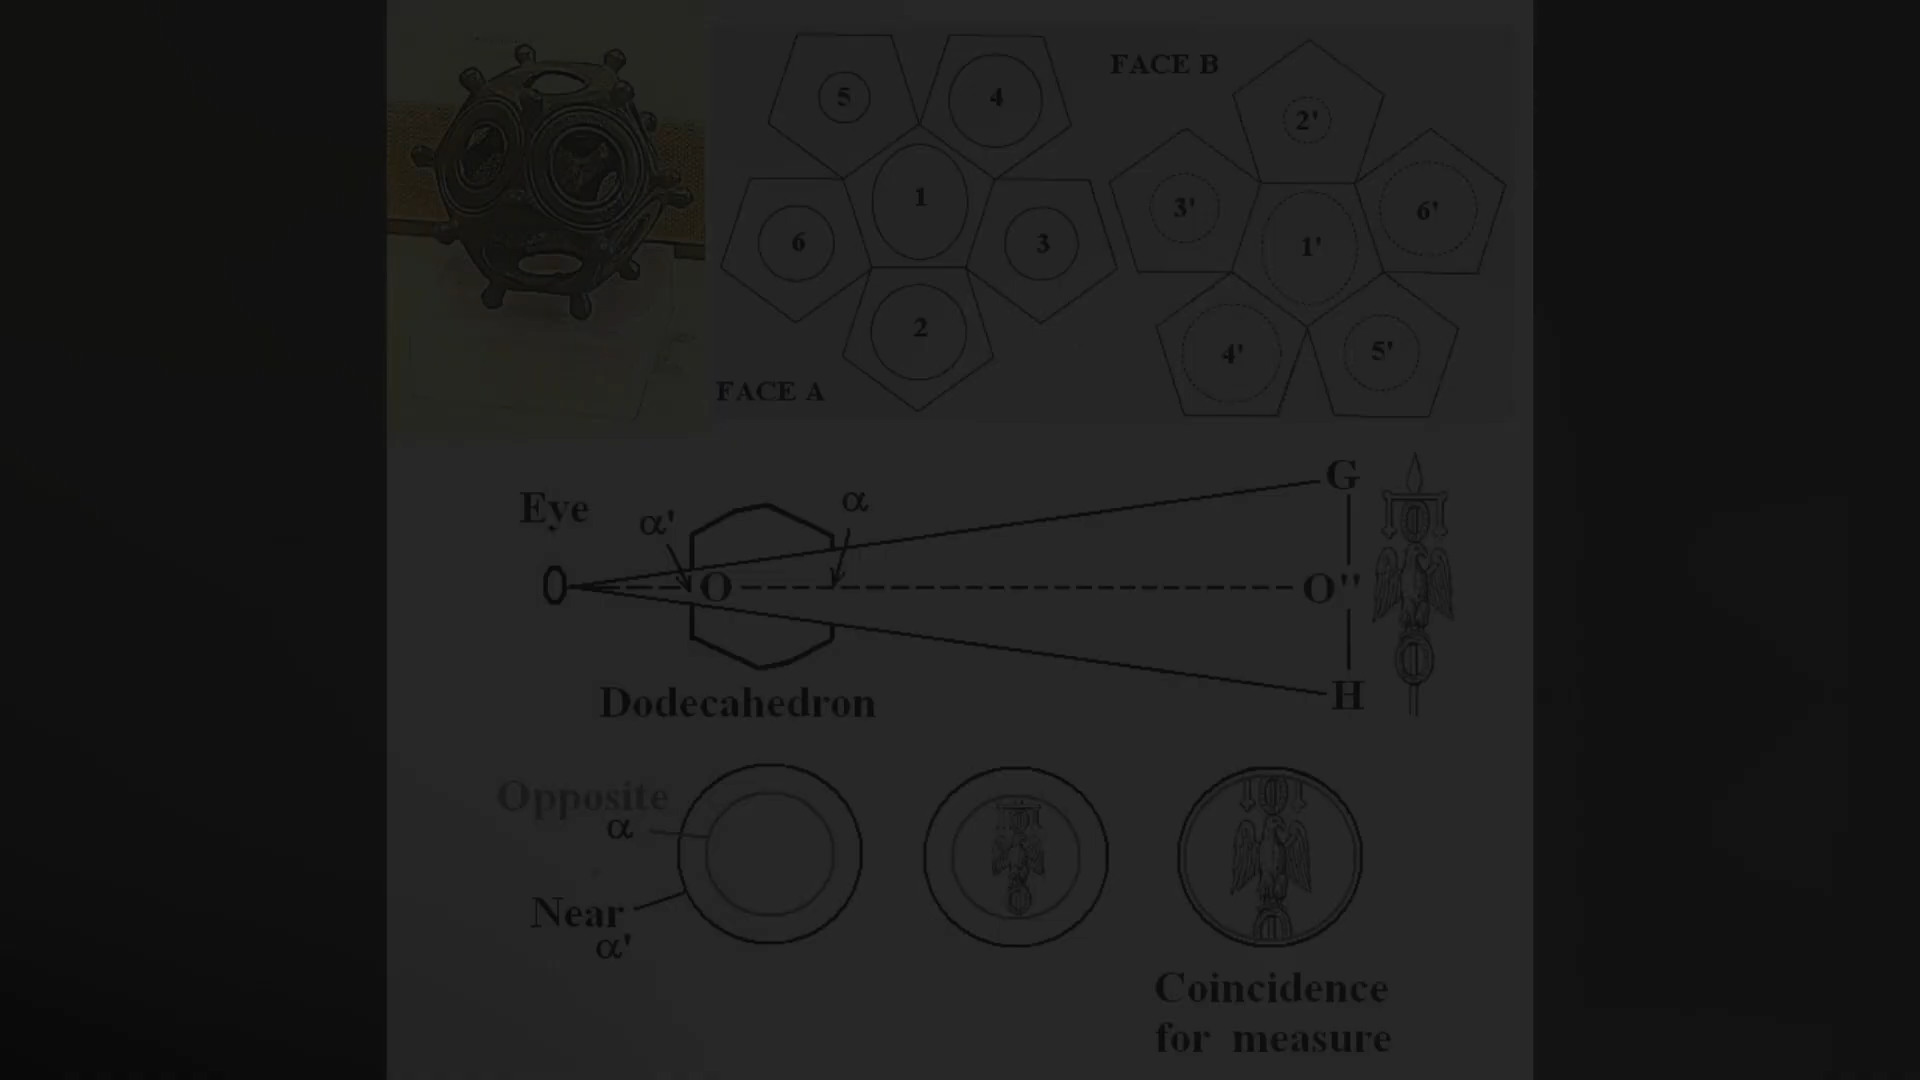 FACE B
5
4
2'
1
3'
6'
6
3
1'
2
4'
5'
FACE A
G
Eye
α'
α
O
O''
H
Dodecahedron
Opposite
α
Near
α'
Coincidence
for measure